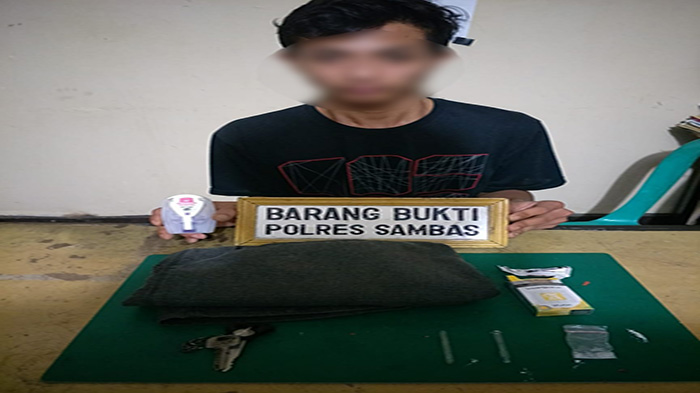 BARANG BUKTI
POLRES SAMBAS